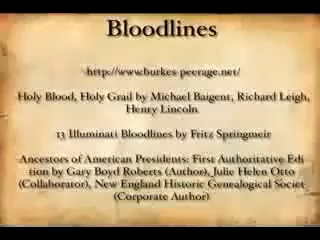 Bloodlines
-http://www.burkes-peerage.net/
Holy Blood, Holy Grail by Michael Baigent, Richard Leigh,
Henry Lincoln
13 Illuminati Bloodlines by Fritz Springmeir
Ancestors of American Presidents: First Authoritative Edi
tion by Gary Boyd Roberts (Author), Julie Helen Otto
(Collaborator), New England Historic Genealogical Societ
(Corporate Author)